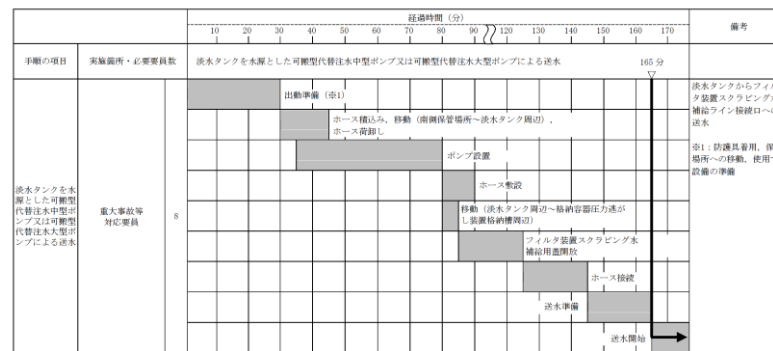 経過時間（分）
備考
10 20 30 40 50 60 70 80 90 120 130 140 150 160 170
手順の項目
実施箇所・必要要員数
淡水タンクを水源とした可搬型代替注水中型ポンプ又は可搬型代替注水大型ポンプによる送水
165 分
淡水タンクを水
源とした可搬型
代替注水中型ポ
ンプ又は可搬型
代替注水大型ポ
ンプによる送水
重大事故等
対応要員
8
出動準備（※1）
ホース積込み，移動（南側保管場所～淡水タンク周辺），
ホース荷卸し
ポンプ設置
ホース敷設
移動（淡水タンク周辺～格納容器圧力逃が
し装置格納槽周辺）
フィルタ装置スクラビング水
補給用蓋開放
ホース接続
送水準備
送水開始
淡水タンクからフィル
タ装置スクラビング
補給ライン接続口への
送水
※1：防護具着用，保
場所への移動，使用
設備の準備